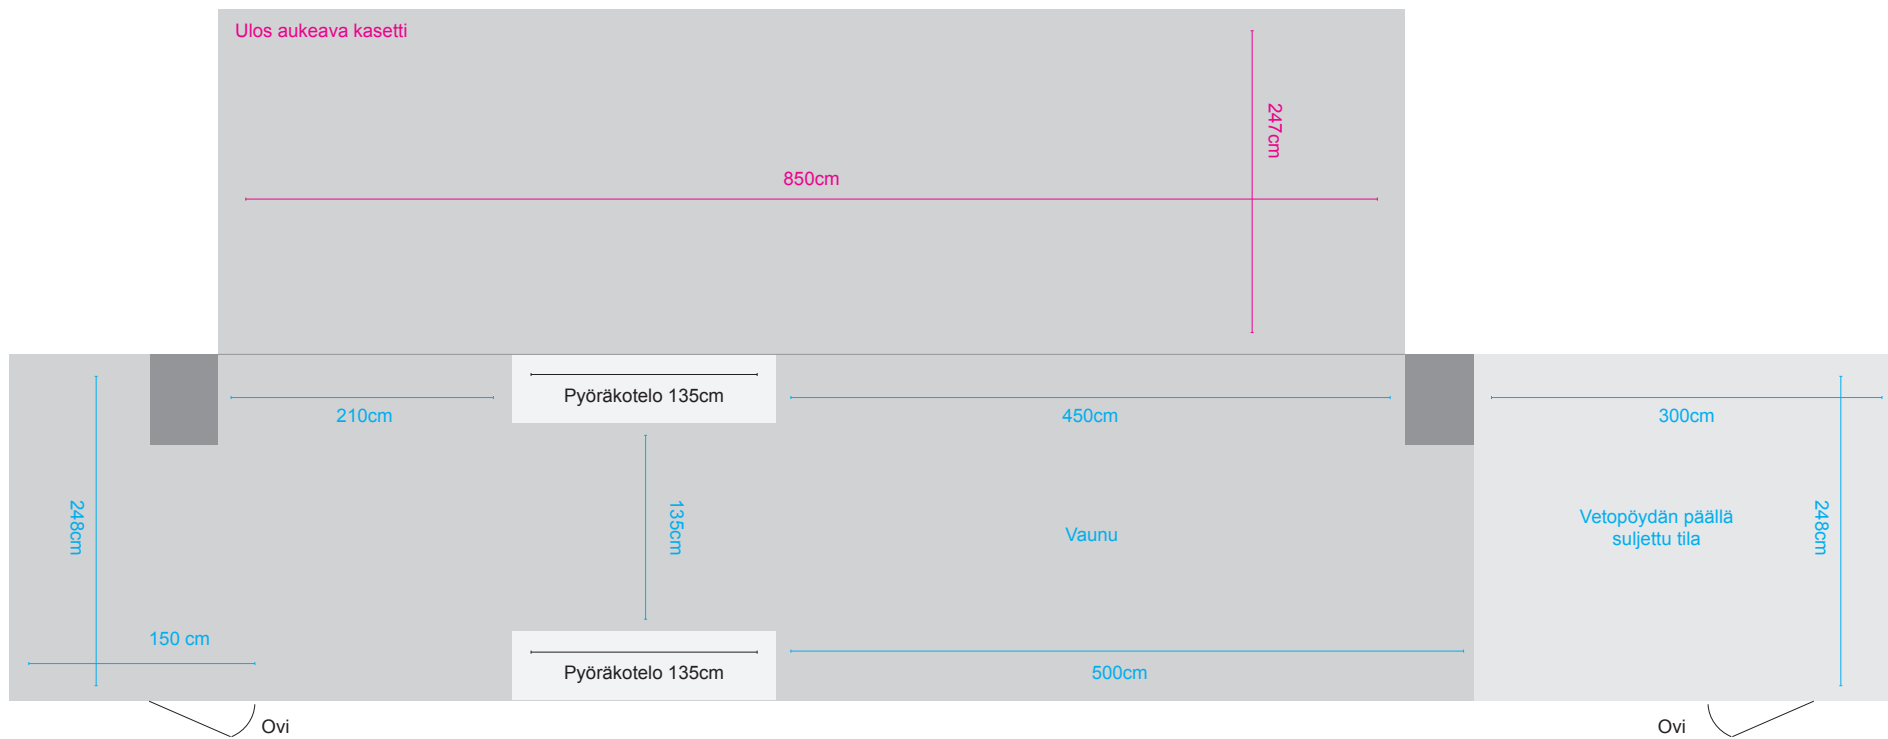 Ulos aukeava kasetti
247cm
850cm
Pyöräkotelo 135cm
210cm
450cm
300cm
248cm
135cm
Vaunu
Vetopöydän päällä
suljettu tila
248cm
150 cm
Pyöräkotelo 135cm
500cm
Ovi
Ovi